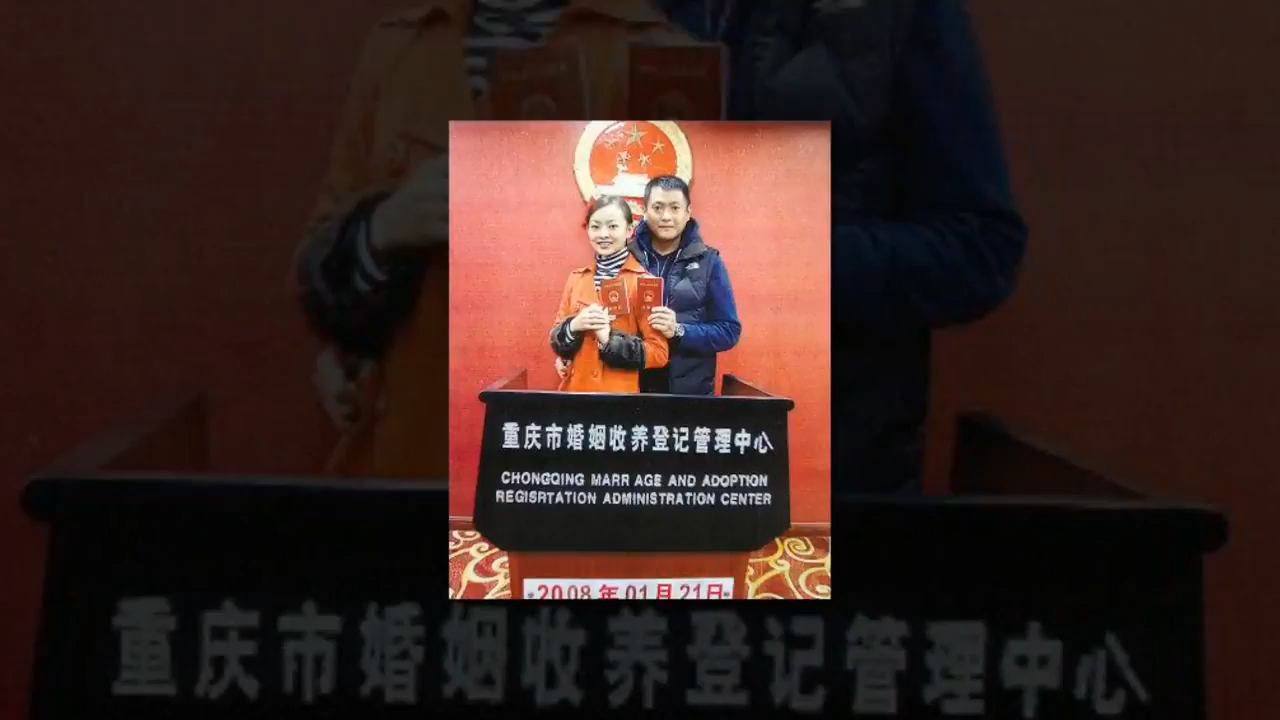 重庆市婚姻收养登记管理中心
CHONGQING MARR AGE AND ADOPTION
REGISRTATION ADMINISTRATION CENTER
2008年01月21日
重庆市婚姻收养登记管理中心